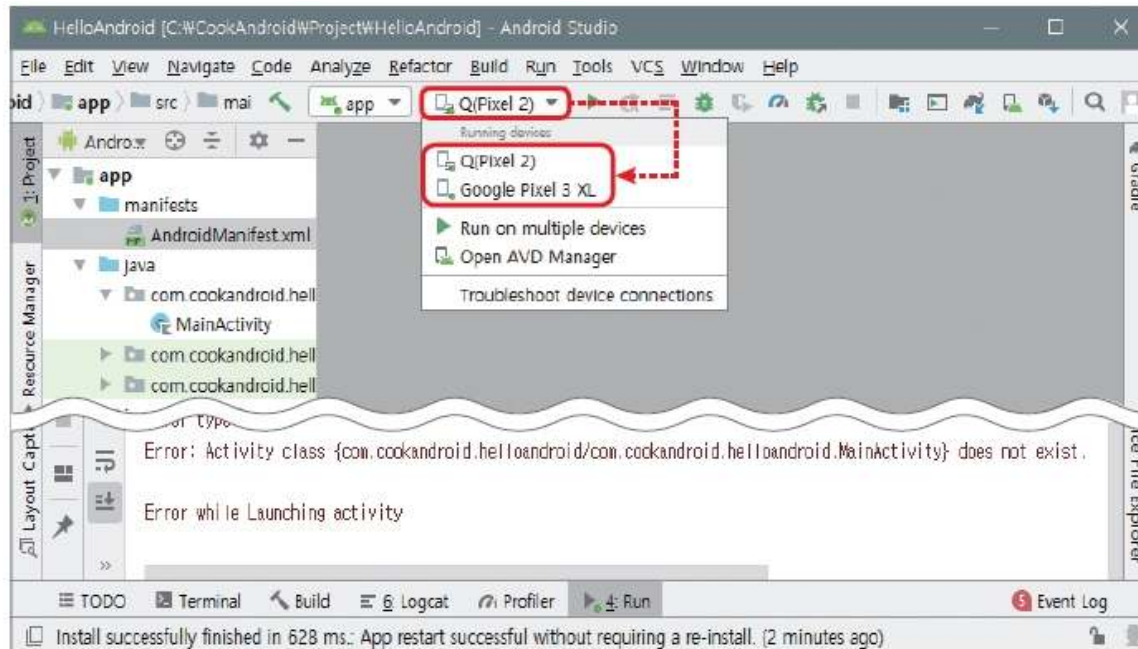 HelloAndroid [C:₩CookAndroid₩Project₩HelloAndroid] - Android Studio
File Edit View Navigate Code Analyze Refactor Build Run Tools VCS Window Help
app src mai app Q(Pixel 2)
Running devices
Q(Pixel 2)
Google Pixel 3 XL
Run on multiple devices
Open AVD Manager
Troubleshoot device connections
1: Project
Resource Manager
Layout Capt
Andro..
app
manifests
AndroidManifest.xml
java
com.cookandroid.hell
MainActivity
com.cookandroid.hell
com.cookandroid.hell
Gradle
Error: Activity class {com.cookandroid.helloandroid/com.cookandroid.helloandroid.MainActivity} does not exist.
Error while Launching activity
File Explorer
TODO Terminal Build 6: Logcat Profiler 4: Run 5 Event Log
Install successfully finished in 628 ms.: App restart successful without requiring a re-install. (2 minutes ago)